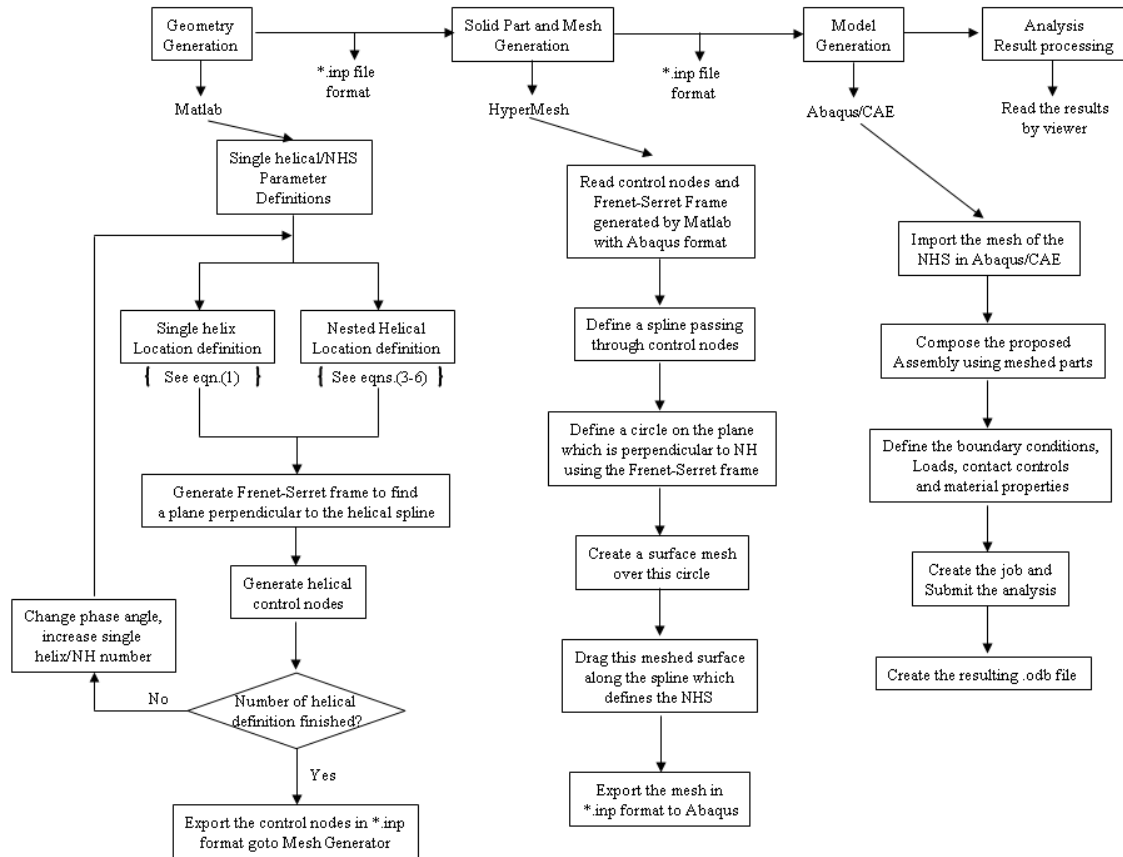 Geometry
Generation
Solid Part and Mesh
Generation
Model
Generation
Analysis
Result processing
*.inp file
format
*.inp file
format
Matlab
HyperMesh
Abaqus/CAE
Read the results
by viewer
Single helical/NHS
Parameter
Definitions
Single helix
Location definition
{ See eqn.(1) }
Nested Helical
Location definition
{ See eqns.(3-6) }
Generate Frenet-Serret frame to find
a plane perpendicular to the helical spline
Generate helical
control nodes
Change phase angle,
increase single
helix/NH number
No
Number of helical
definition finished?
Yes
Export the control nodes in *.inp
format goto Mesh Generator
Read control nodes and
Frenet-Serret Frame
generated by Matlab
with Abaqus format
Define a spline passing
through control nodes
Define a circle on the plane
which is perpendicular to NH
using the Frenet-Serret frame
Create a surface mesh
over this circle
Drag this meshed surface
along the spline which
defines the NHS
Export the mesh in
*.inp format to Abaqus
Import the mesh of the
NHS in Abaqus/CAE
Compose the proposed
Assembly using meshed parts
Define the boundary conditions,
Loads, contact controls
and material properties
Create the job and
Submit the analysis
Create the resulting .odb file